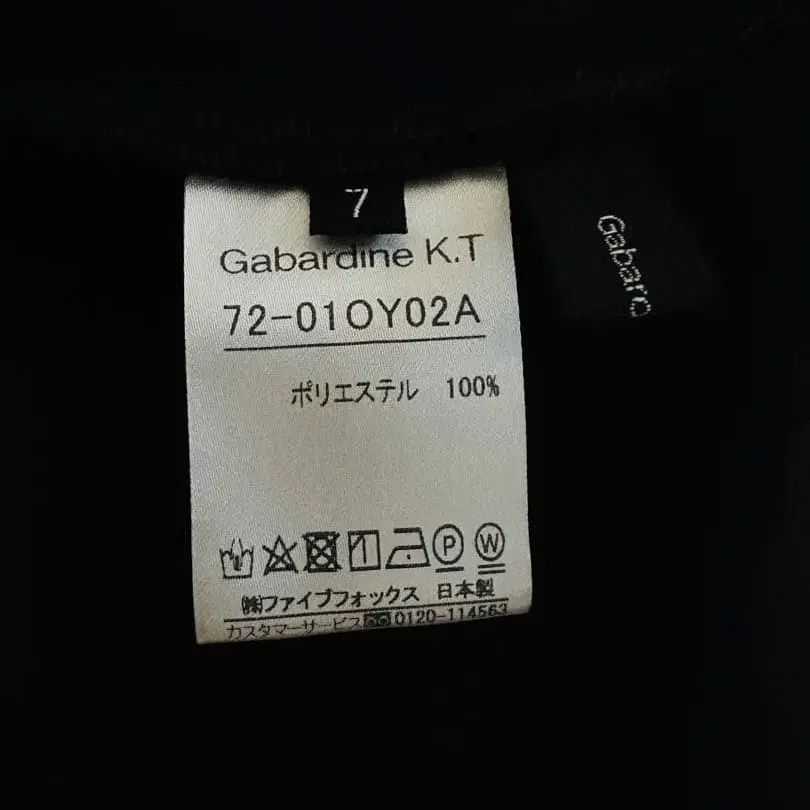 7
Gabardine K.T
72-01OY02A
ポリエステル 100%
P W
㈱ファイブフォックス 日本製
カスタマーサービス 0120-114563
Gabard